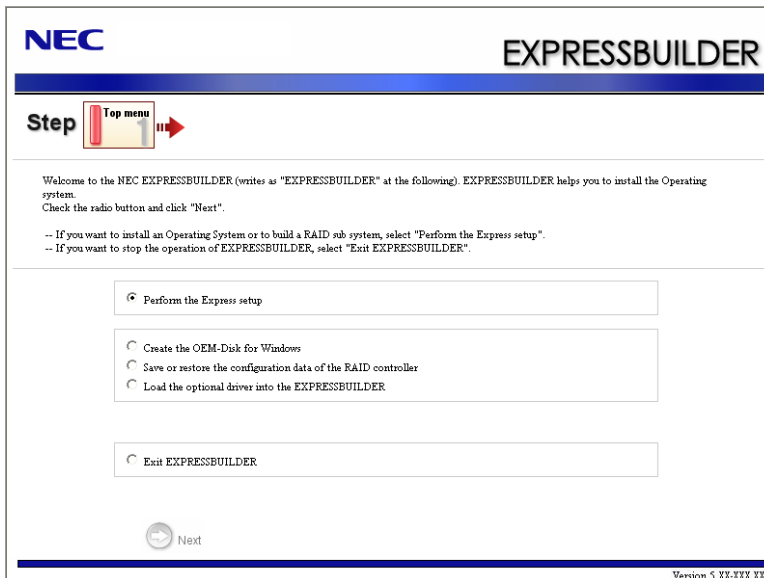 NEC
EXPRESSBUILDER
Step
Top menu
1
Welcome to the NEC EXPRESSBUILDER (writes as "EXPRESSBUILDER" at the following). EXPRESSBUILDER helps you to install the Operating
system.
Check the radio button and click "Next".
-- If you want to install an Operating System or to build a RAID sub system, select "Perform the Express setup".
-- If you want to stop the operation of EXPRESSBUILDER, select "Exit EXPRESSBUILDER".
Perform the Express setup
Create the OEM-Disk for Windows
Save or restore the configuration data of the RAID controller
Load the optional driver into the EXPRESSBUILDER
Exit EXPRESSBUILDER
Next
Version 5.XX-XXX.XX